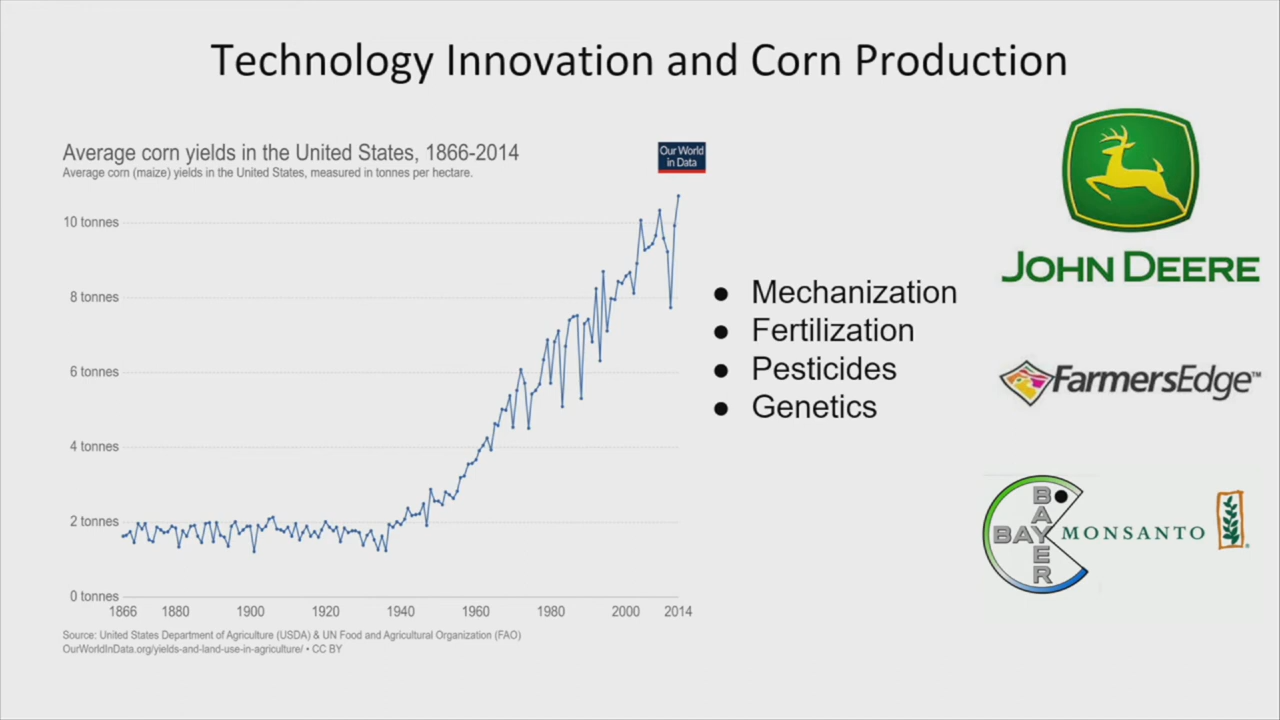 Technology Innovation and Corn Production
Average corn yields in the United States, 1866-2014
Average corn (maize) yields in the United States, measured in tonnes per hectare.
Our World
in Data
10 tonnes
8 tonnes
6 tonnes
4 tonnes
2 tonnes
0 tonnes
1866 1880 1900 1920 1940 1960 1980 2000 2014
Source: United States Department of Agriculture (USDA) & UN Food and Agricultural Organization (FAO)
OurWorldInData.org/yields-and-land-use-in-agriculture/ • CC BY
● Mechanization
● Fertilization
● Pesticides
● Genetics
JOHN DEERE
FarmersEdge™
BAYER
BAYER
MONSANTO